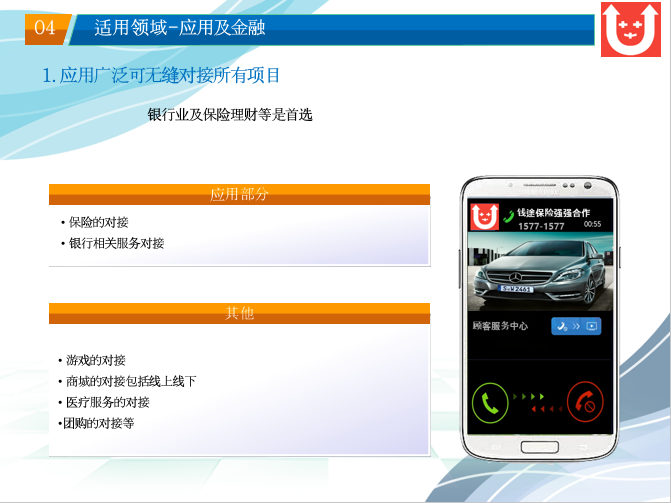 04 适用领域-应用及金融
1. 应用广泛可无缝对接所有项目
银行业及保险理财等是首选
应用部分
• 保险的对接
• 银行相关服务对接
其他
• 游戏的对接
• 商城的对接包括线上线下
• 医疗服务的对接
•团购的对接等
钱途保险强强合作
1577-1577 00:55
顾客服务中心